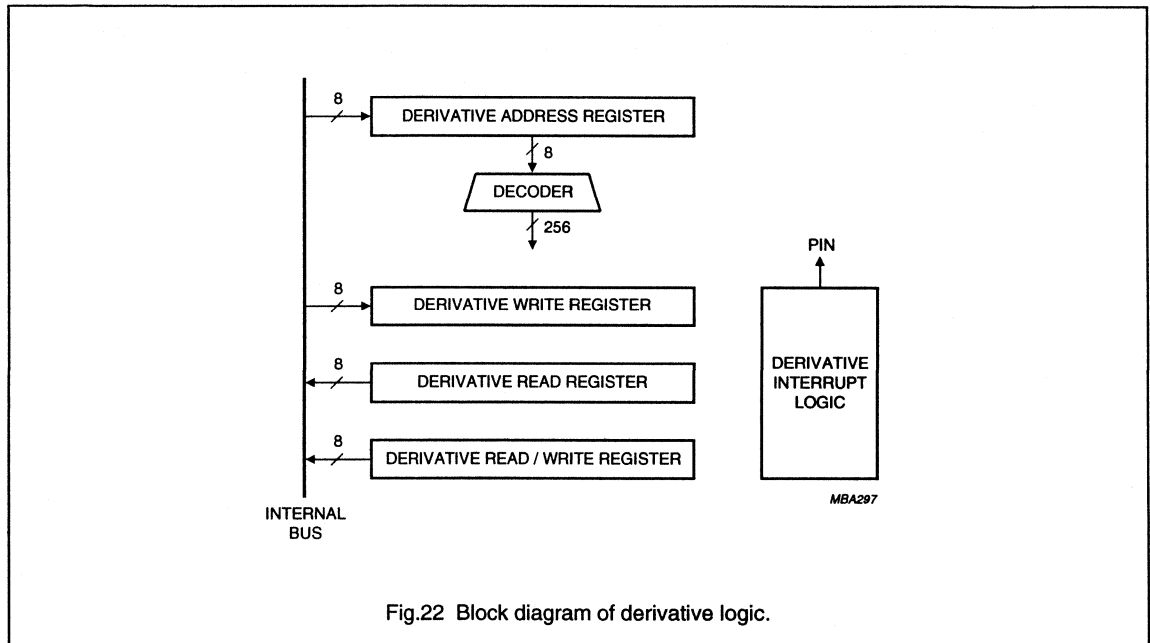 8
DERIVATIVE ADDRESS REGISTER
8
DECODER
256
PIN
8
DERIVATIVE WRITE REGISTER
8
DERIVATIVE READ REGISTER
DERIVATIVE
INTERRUPT
LOGIC
8
DERIVATIVE READ / WRITE REGISTER
MBA297
INTERNAL
BUS
Fig.22 Block diagram of derivative logic.